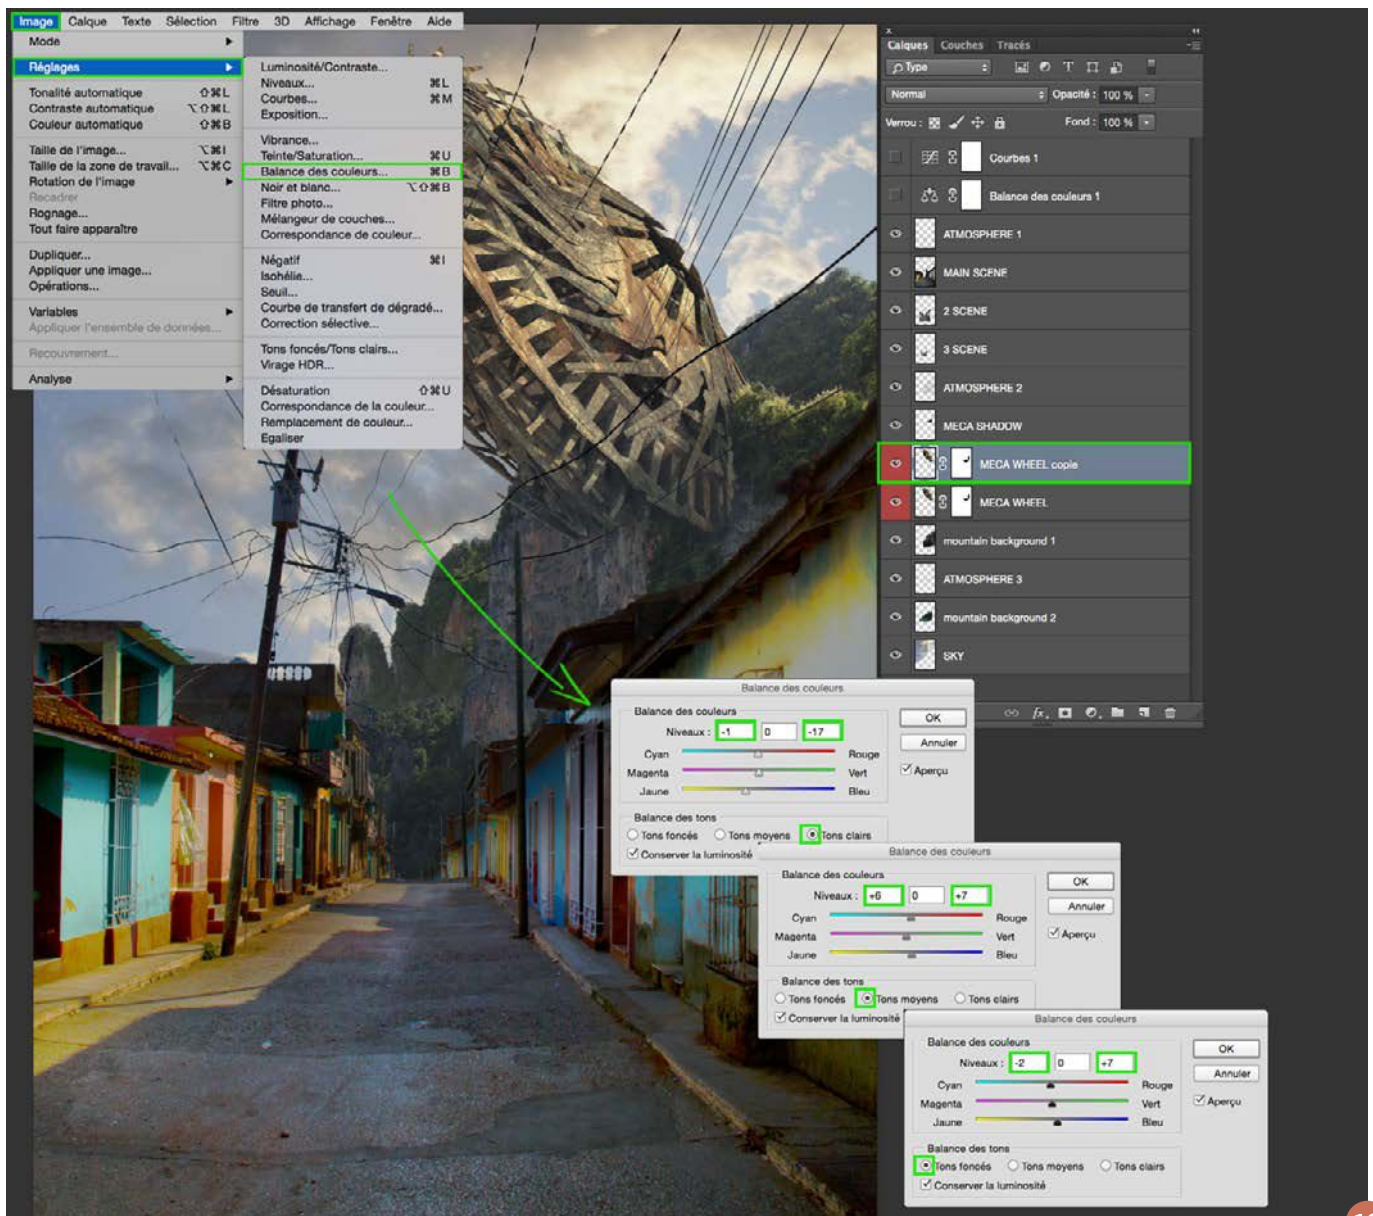 Image Calque Texte Sélection Filtre 3D Affichage Fenêtre Aide
Mode
Réglages
Tonalité automatique ⇧⌘L
Contraste automatique ⌥⇧⌘L
Couleur automatique ⇧⌘B
Taille de l'image... ⌥⌘I
Taille de la zone de travail... ⌥⌘C
Rotation de l'image
Recadrer
Rognage...
Tout faire apparaître
Dupliquer...
Appliquer une image...
Opérations...
Variables
Appliquer l'ensemble de données...
Recouvrement...
Analyse
Luminosité/Contraste...
Niveaux... ⌘L
Courbes... ⌘M
Exposition...
Vibrance...
Teinte/Saturation... ⌘U
Balance des couleurs... ⌘B
Noir et blanc... ⌥⇧⌘B
Filtre photo...
Mélangeur de couches...
Correspondance de couleur...
Négatif ⌘I
Isohélie...
Seuil...
Courbe de transfert de dégradé...
Correction sélective...
Tons foncés/Tons clairs...
Virage HDR...
Désaturation ⇧⌘U
Correspondance de la couleur...
Remplacement de couleur...
Egaliser
Calques Couches Tracés
Type
Normal Opacité : 100 %
Verrou : Fond : 100 %
Courbes 1
Balance des couleurs 1
ATMOSPHERE 1
MAIN SCENE
2 SCENE
3 SCENE
ATMOSPHERE 2
MECA SHADOW
MECA WHEEL copie
MECA WHEEL
mountain background 1
ATMOSPHERE 3
mountain background 2
SKY
fx
Balance des couleurs
Balance des couleurs
Niveaux : -1 0 -17
Cyan Rouge
Magenta Vert
Jaune Bleu
OK
Annuler
Aperçu
Balance des tons
Tons foncés Tons moyens Tons clairs
Conserver la luminosité
Balance des couleurs
Balance des couleurs
Niveaux : +6 0 +7
Cyan Rouge
Magenta Vert
Jaune Bleu
OK
Annuler
Aperçu
Balance des tons
Tons foncés Tons moyens Tons clairs
Conserver la luminosité
Balance des couleurs
Balance des couleurs
Niveaux : -2 0 +7
Cyan Rouge
Magenta Vert
Jaune Bleu
OK
Annuler
Aperçu
Balance des tons
Tons foncés Tons moyens Tons clairs
Conserver la luminosité